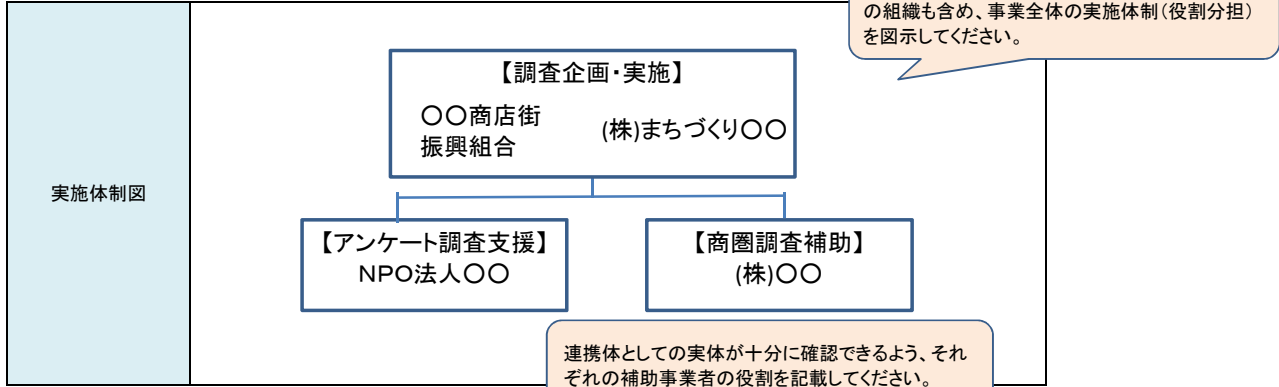 の組織も含め、事業全体の実施体制(役割分担)
を図示してください。
実施体制図
【調査企画・実施】
〇〇商店街
振興組合
(株)まちづくり〇〇
【アンケート調査支援】
NPO法人〇〇
【商圏調査補助】
(株)〇〇
連携体としての実体が十分に確認できるよう、それ
ぞれの補助事業者の役割を記載してください。